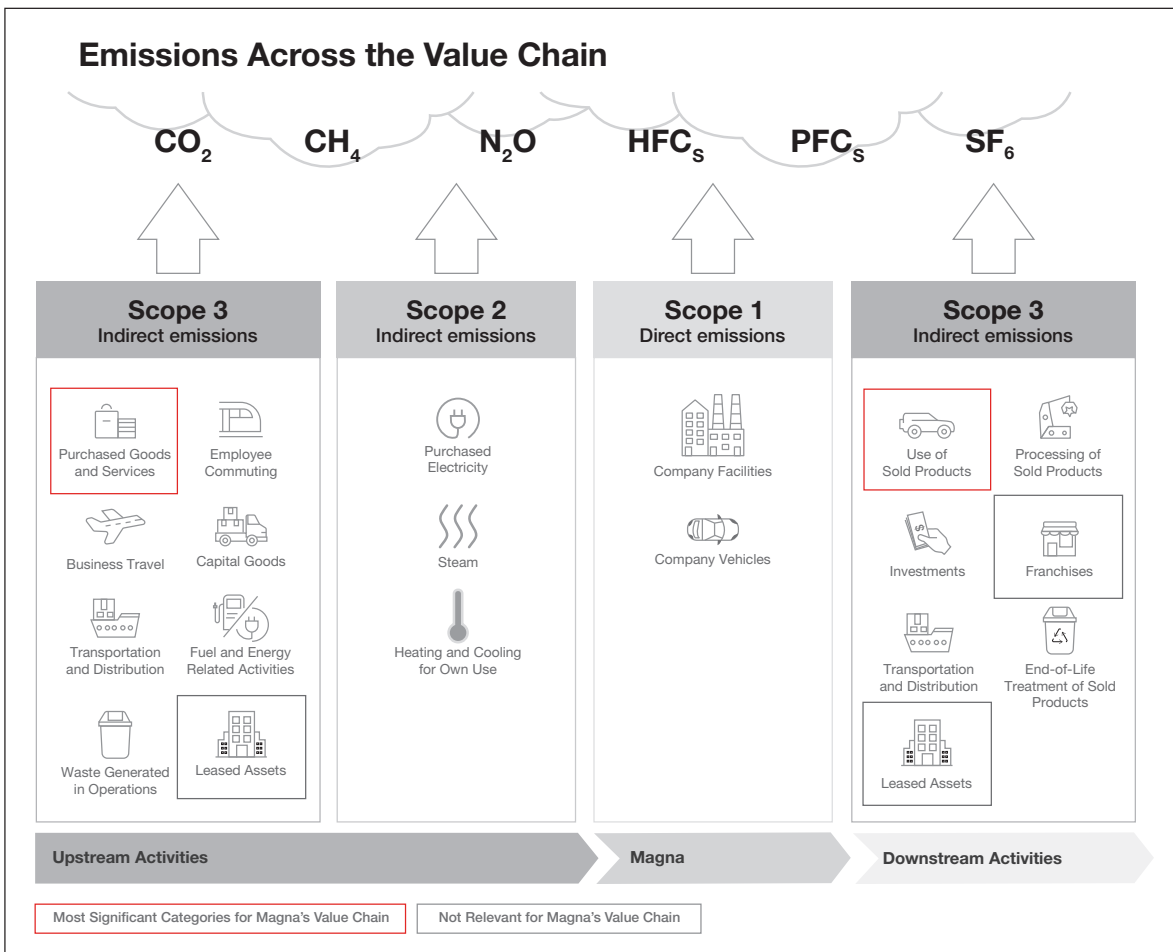 Emissions Across the Value Chain
CO2
CH4
N2O
HFCS
PFCS
SF6
Scope 3
Indirect emissions
Purchased Goods
and Services
Employee
Commuting
Business Travel
Capital Goods
Transportation
and Distribution
Fuel and Energy
Related Activities
Waste Generated
in Operations
Leased Assets
Scope 2
Indirect emissions
Purchased
Electricity
Steam
Heating and Cooling
for Own Use
Scope 1
Direct emissions
Company Facilities
Company Vehicles
Scope 3
Indirect emissions
Use of
Sold Products
Processing of
Sold Products
$
Investments
Franchises
Transportation
and Distribution
End-of-Life
Treatment of Sold
Products
Leased Assets
Upstream Activities
Magna
Downstream Activities
Most Significant Categories for Magna's Value Chain
Not Relevant for Magna's Value Chain